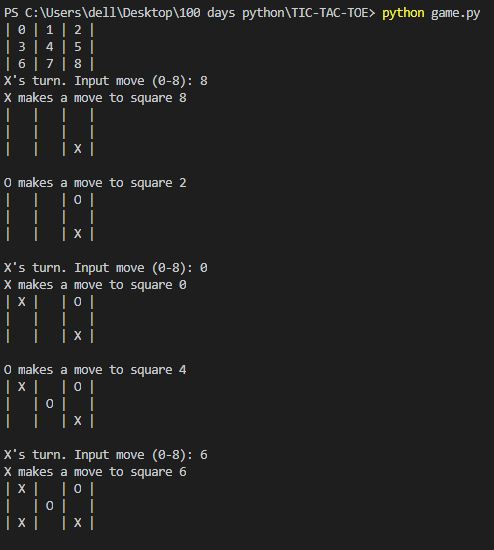 PS C:\Users\dell\Desktop\100 days python\TIC-TAC-TOE> python game.py
| 0 | 1 | 2 |
| 3 | 4 | 5 |
| 6 | 7 | 8 |
X's turn. Input move (0-8): 8
X makes a move to square 8
|   |   |   |
|   |   |   |
|   |   | X |

O makes a move to square 2
|   |   | O |
|   |   |   |
|   |   | X |

X's turn. Input move (0-8): 0
X makes a move to square 0
| X |   | O |
|   |   |   |
|   |   | X |

O makes a move to square 4
| X |   | O |
|   | O |   |
|   |   | X |

X's turn. Input move (0-8): 6
X makes a move to square 6
| X |   | O |
|   | O |   |
| X |   | X |